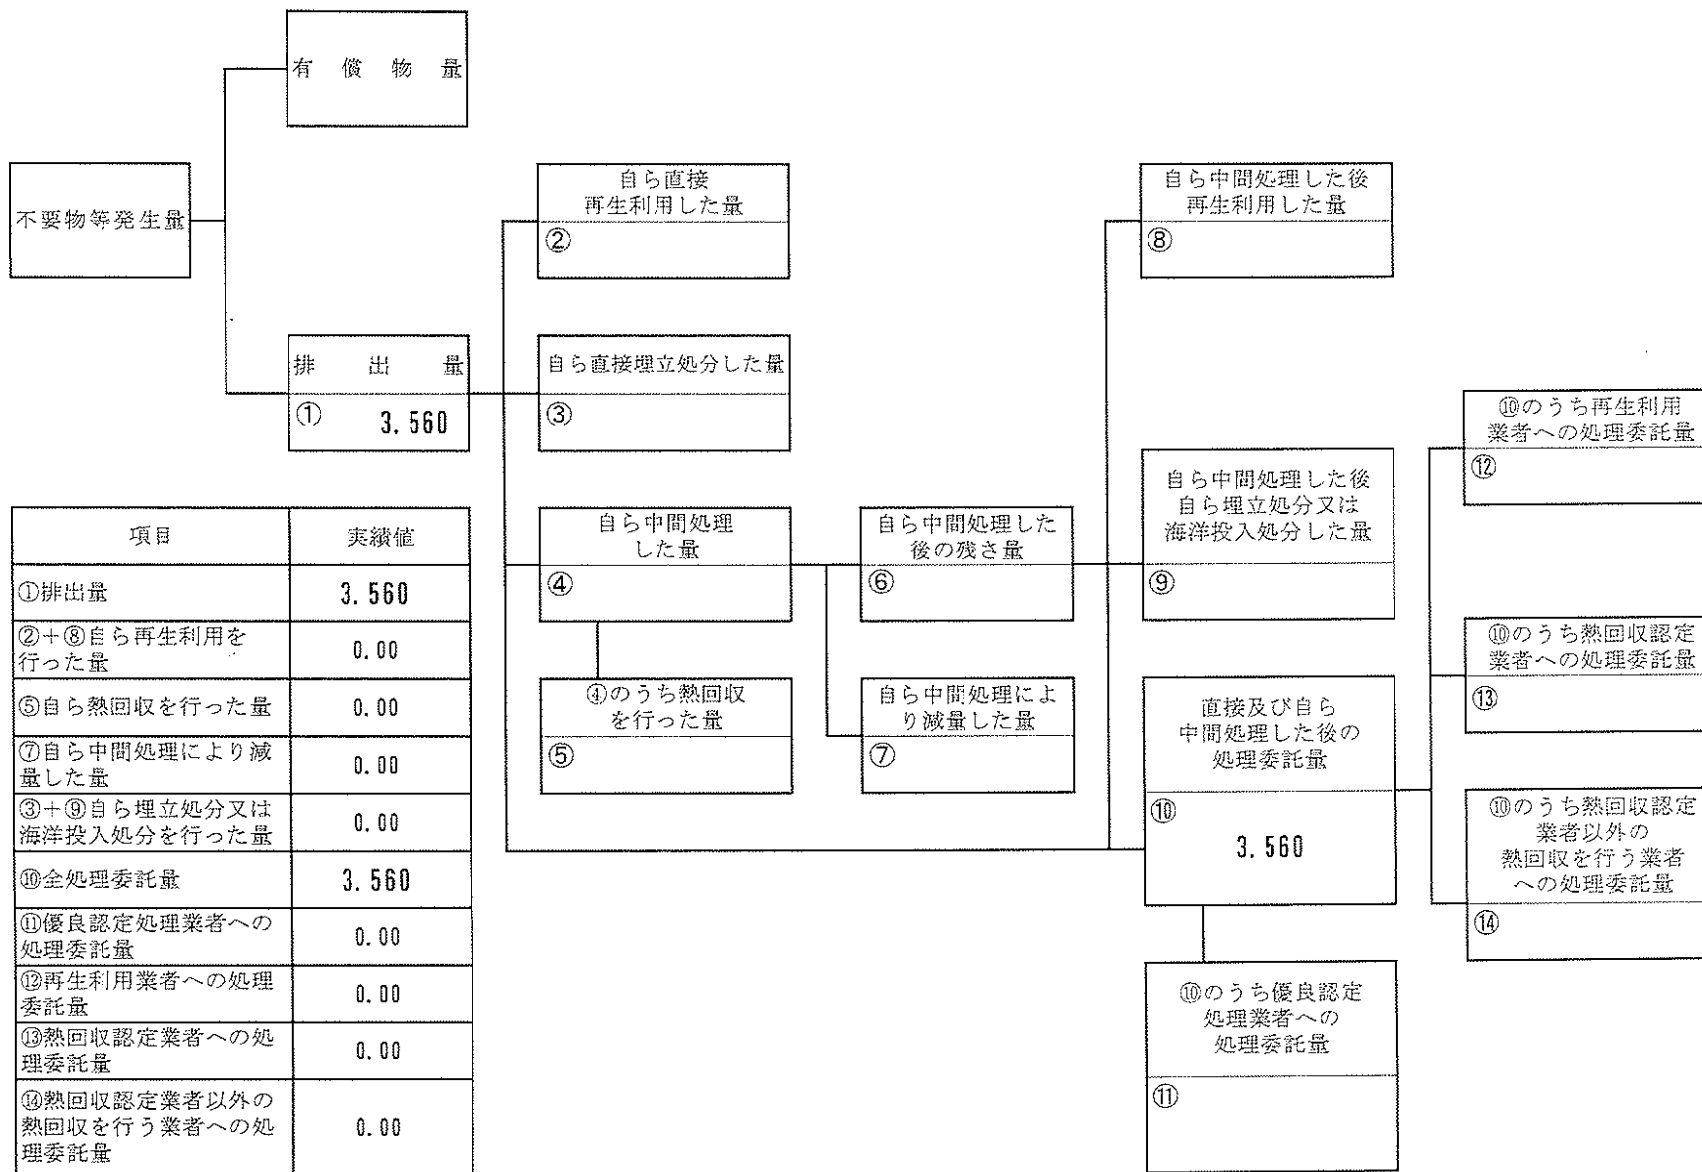 有償物量
不要物等発生量
排出量
① 3.560
自ら直接
再生利用した量
②
自ら直接埋立処分した量
③
自ら中間処理
した量
④
④のうち熱回収
を行った量
⑤
自ら中間処理した
後の残さ量
⑥
自ら中間処理によ
り減量した量
⑦
自ら中間処理した後
再生利用した量
⑧
自ら中間処理した後
自ら埋立処分又は
海洋投入処分した量
⑨
直接及び自ら
中間処理した後の
処理委託量
⑩
3.560
⑩のうち優良認定
処理業者への
処理委託量
⑪
⑩のうち再生利用
業者への処理委託量
⑫
⑩のうち熱回収認定
業者への処理委託量
⑬
⑩のうち熱回収認定
業者以外の
熱回収を行う業者
への処理委託量
⑭
項目 実績値
①排出量 3.560
②+⑧自ら再生利用を
行った量 0.00
⑤自ら熱回収を行った量 0.00
⑦自ら中間処理により減
量した量 0.00
③+⑨自ら埋立処分又は
海洋投入処分を行った量 0.00
⑩全処理委託量 3.560
⑪優良認定処理業者への
処理委託量 0.00
⑫再生利用業者への処理
委託量 0.00
⑬熱回収認定業者への処
理委託量 0.00
⑭熱回収認定業者以外の
熱回収を行う業者への処
理委託量 0.00